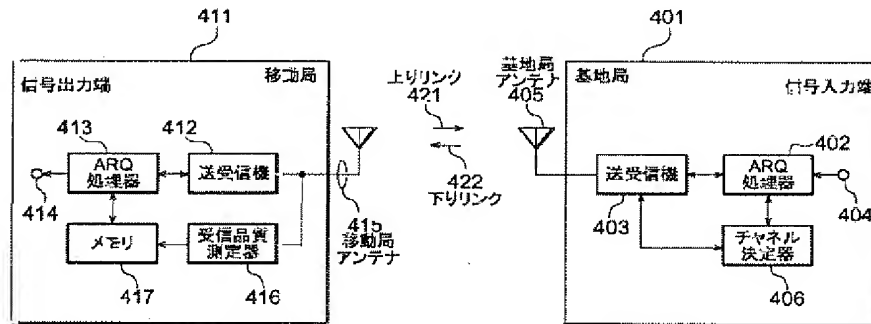 411
401
移動局
信号出力端
413
412
ARQ
処理器
送受信機
414
メモリ
受信品質
測定器
417
416
415
移動局
アンテナ
上りリンク
421
422
下りリンク
基地局
アンテナ
405
基地局
信号入力端
402
送受信機
ARQ
処理器
403
404
チャネル
決定器
406